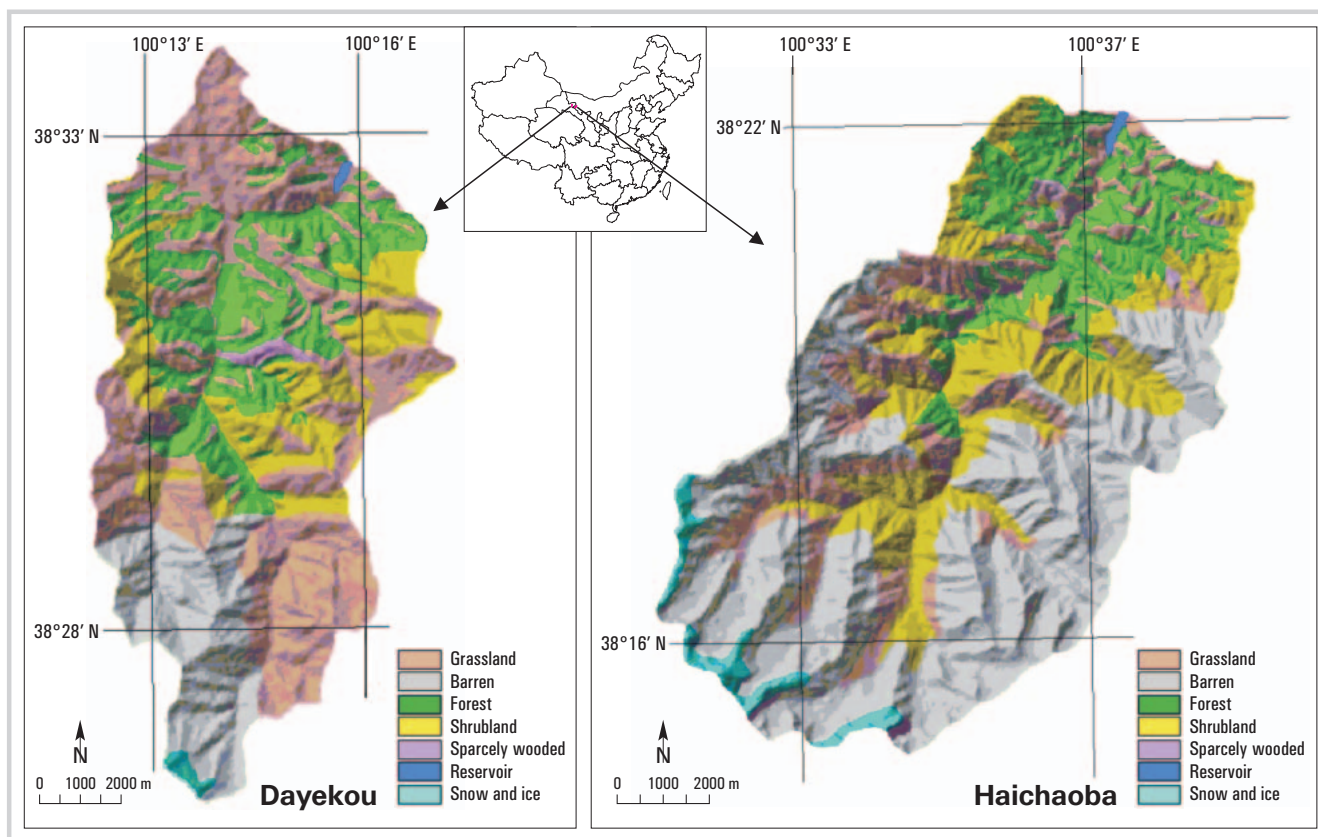 100°13′ E
100°16′ E
38°33′ N
38°28′ N
Grassland
Barren
Forest
Shrubland
Sparcely wooded
Reservoir
Snow and ice
N
0 1000 2000 m
Dayekou
100°33′ E
100°37′ E
38°22′ N
38°16′ N
Grassland
Barren
Forest
Shrubland
Sparcely wooded
Reservoir
Snow and ice
N
0 1000 2000 m
Haichaoba